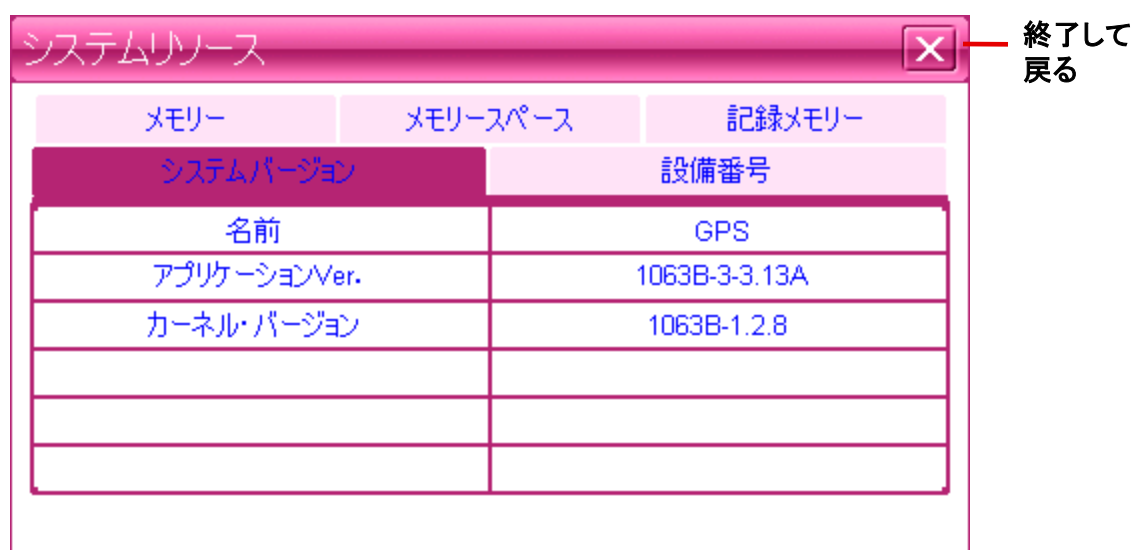 システムリソース
終了して
戻る
メモリー メモリースペース 記録メモリー
システムバージョン 設備番号
名前 GPS
アプリケーションVer. 1063B-3-3.13A
カーネル・バージョン 1063B-1.2.8